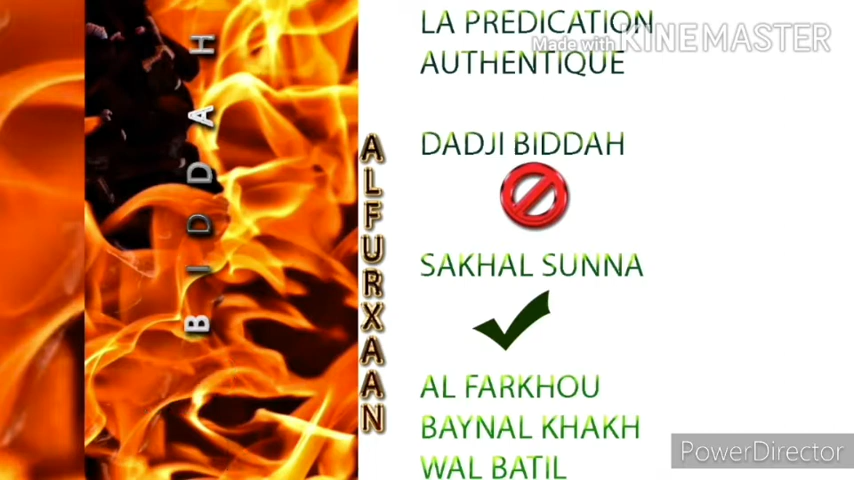 BIDDAH
ALFURXAAN
LA PREDICATION
Made with KINEMASTER
AUTHENTIQUE
DADJI BIDDAH
SAKHAL SUNNA
AL FARKHOU
BAYNAL KHAKH
WAL BATIL
PowerDirector